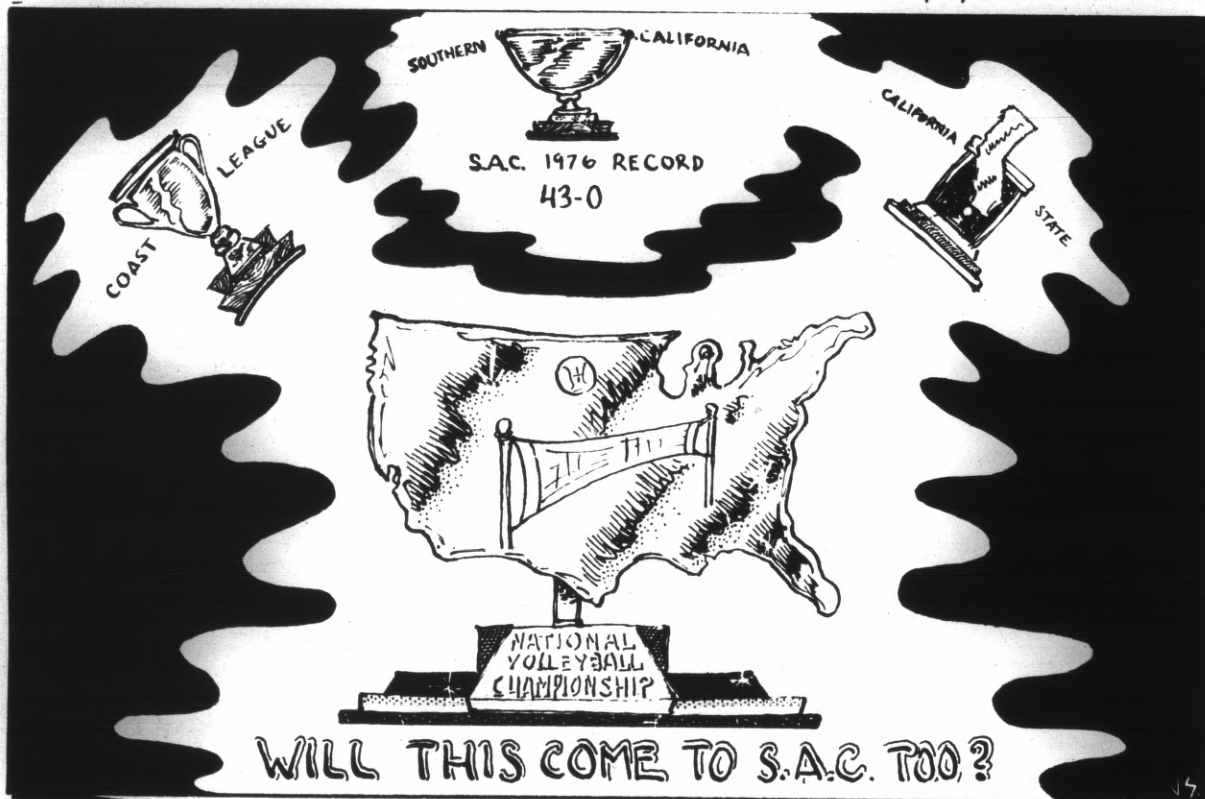 SOUTHERN CALIFORNIA
S.A.C. 1976 RECORD
43-0
COAST LEAGUE
CALIFORNIA STATE
NATIONAL
VOLLEYBALL
CHAMPIONSHIP
WILL THIS COME TO S.A.C. TOO?